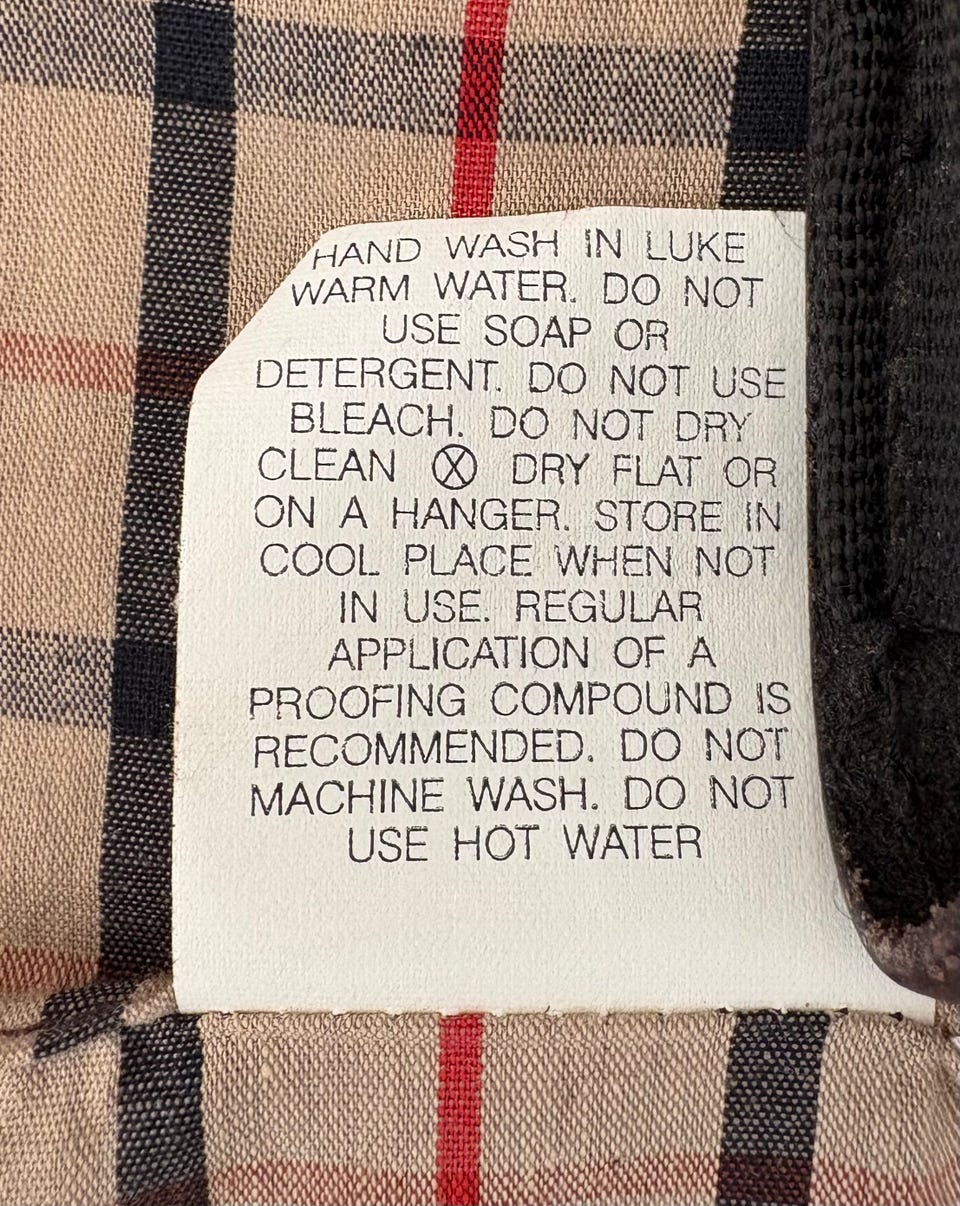 HAND WASH IN LUKE
WARM WATER. DO NOT
USE SOAP OR
DETERGENT. DO NOT USE
BLEACH. DO NOT DRY
CLEAN ⓧ DRY FLAT OR
ON A HANGER. STORE IN
COOL PLACE WHEN NOT
IN USE. REGULAR
APPLICATION OF A
PROOFING COMPOUND IS
RECOMMENDED. DO NOT
MACHINE WASH. DO NOT
USE HOT WATER